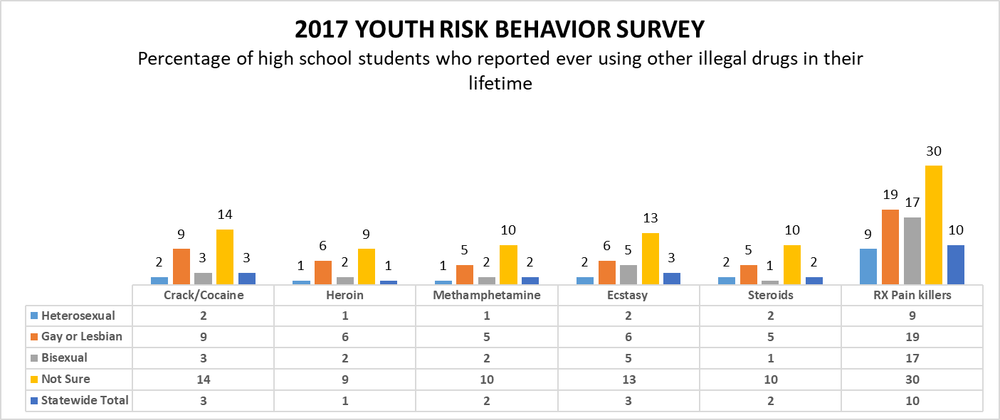 2017 YOUTH RISK BEHAVIOR SURVEY
Percentage of high school students who reported ever using other illegal drugs in their
lifetime
2 9 3 14 3
1 6 2 9 1
1 5 2 10 2
2 6 5 13 3
2 5 1 10 2
9 19 17 30 10
Crack/Cocaine Heroin Methamphetamine Ecstasy Steroids RX Pain killers
Heterosexual 2 1 1 2 2 9
Gay or Lesbian 9 6 5 6 5 19
Bisexual 3 2 2 5 1 17
Not Sure 14 9 10 13 10 30
Statewide Total 3 1 2 3 2 10